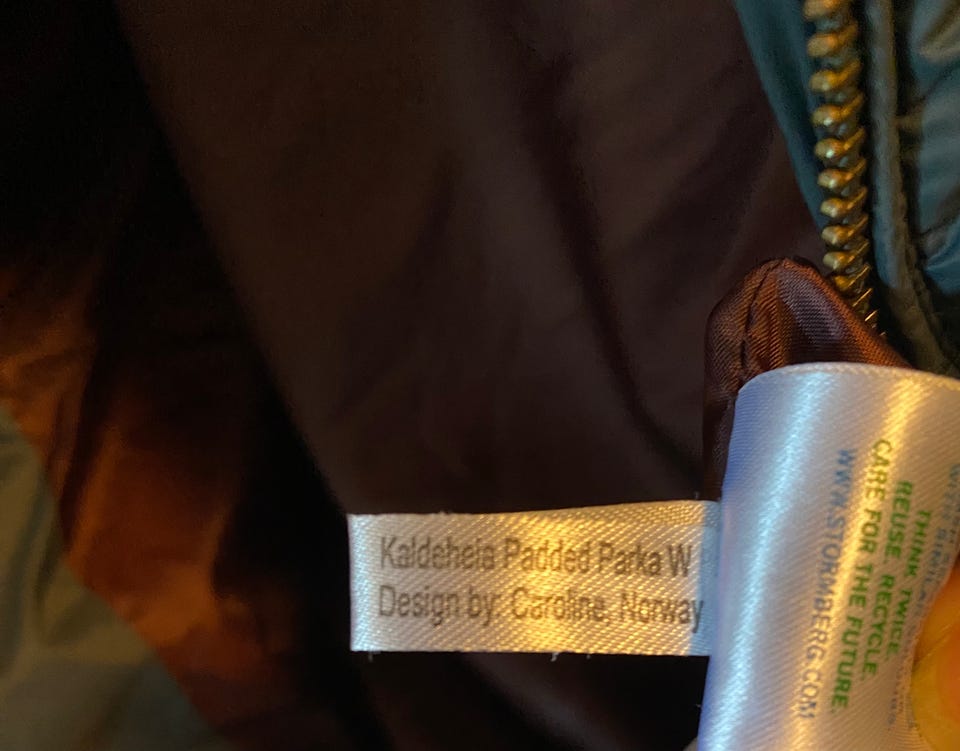 Kaldeheia Padded Parka W
Design by: Caroline, Norway
THINK TWICE.
REUSE. RECYCLE.
CARE FOR THE FUTURE.
WWW.STORMBERG.COM